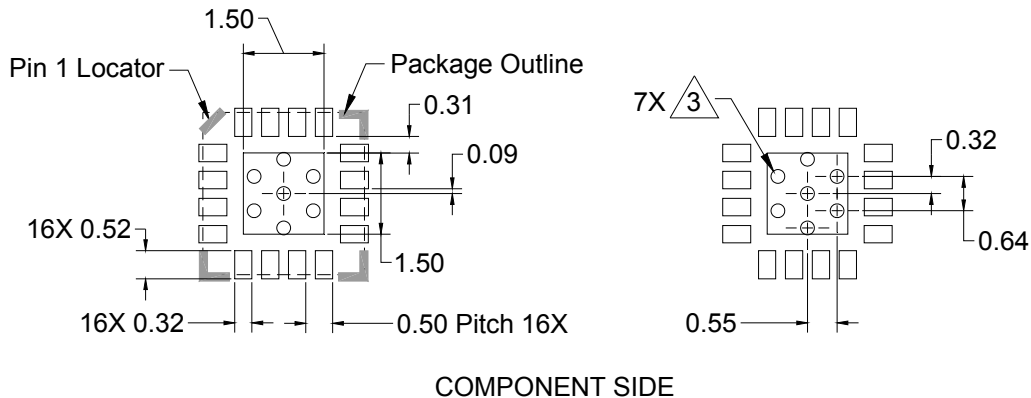 1.50
Pin 1 Locator
Package Outline
0.31
0.09
16X 0.52
1.50
16X 0.32
0.50 Pitch 16X
7X 3
0.32
0.64
0.55
COMPONENT SIDE